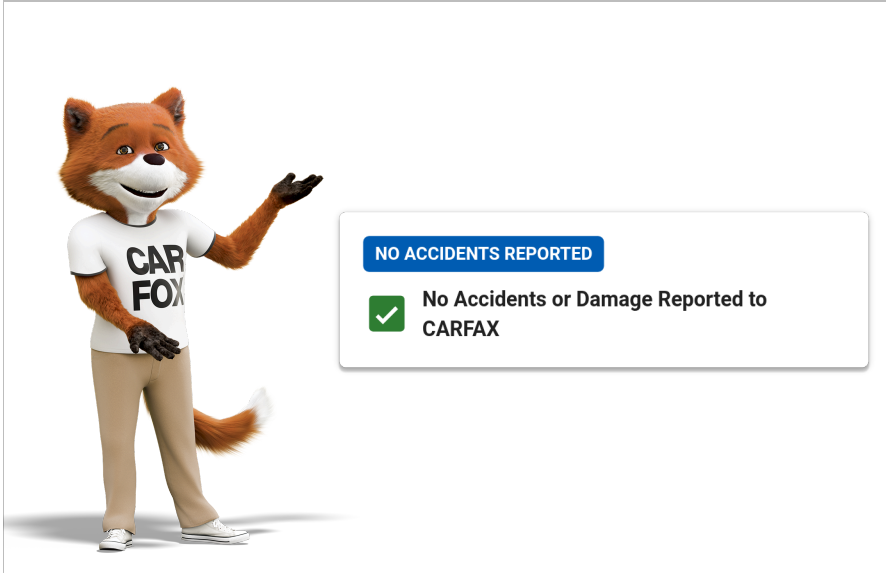 CAR
FOX
NO ACCIDENTS REPORTED
No Accidents or Damage Reported to
CARFAX